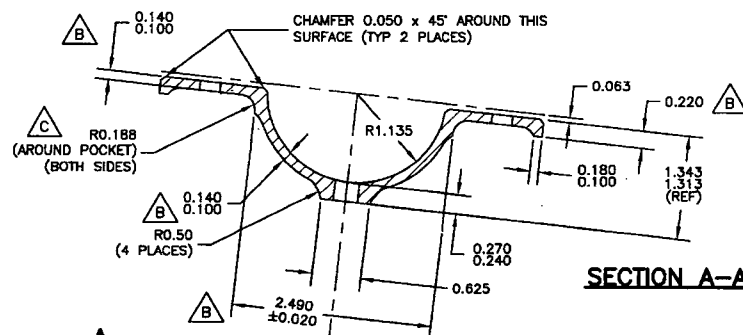 B
0.140
0.100
CHAMFER 0.050 x 45° AROUND THIS
SURFACE (TYP 2 PLACES)
0.063
0.220
B
C
R0.188
(AROUND POCKET)
(BOTH SIDES)
R1.135
0.180
0.100
1.343
1.313
(REF)
B
0.140
0.100
R0.50
(4 PLACES)
0.270
0.240
0.625
B
2.490
±0.020
SECTION A-A